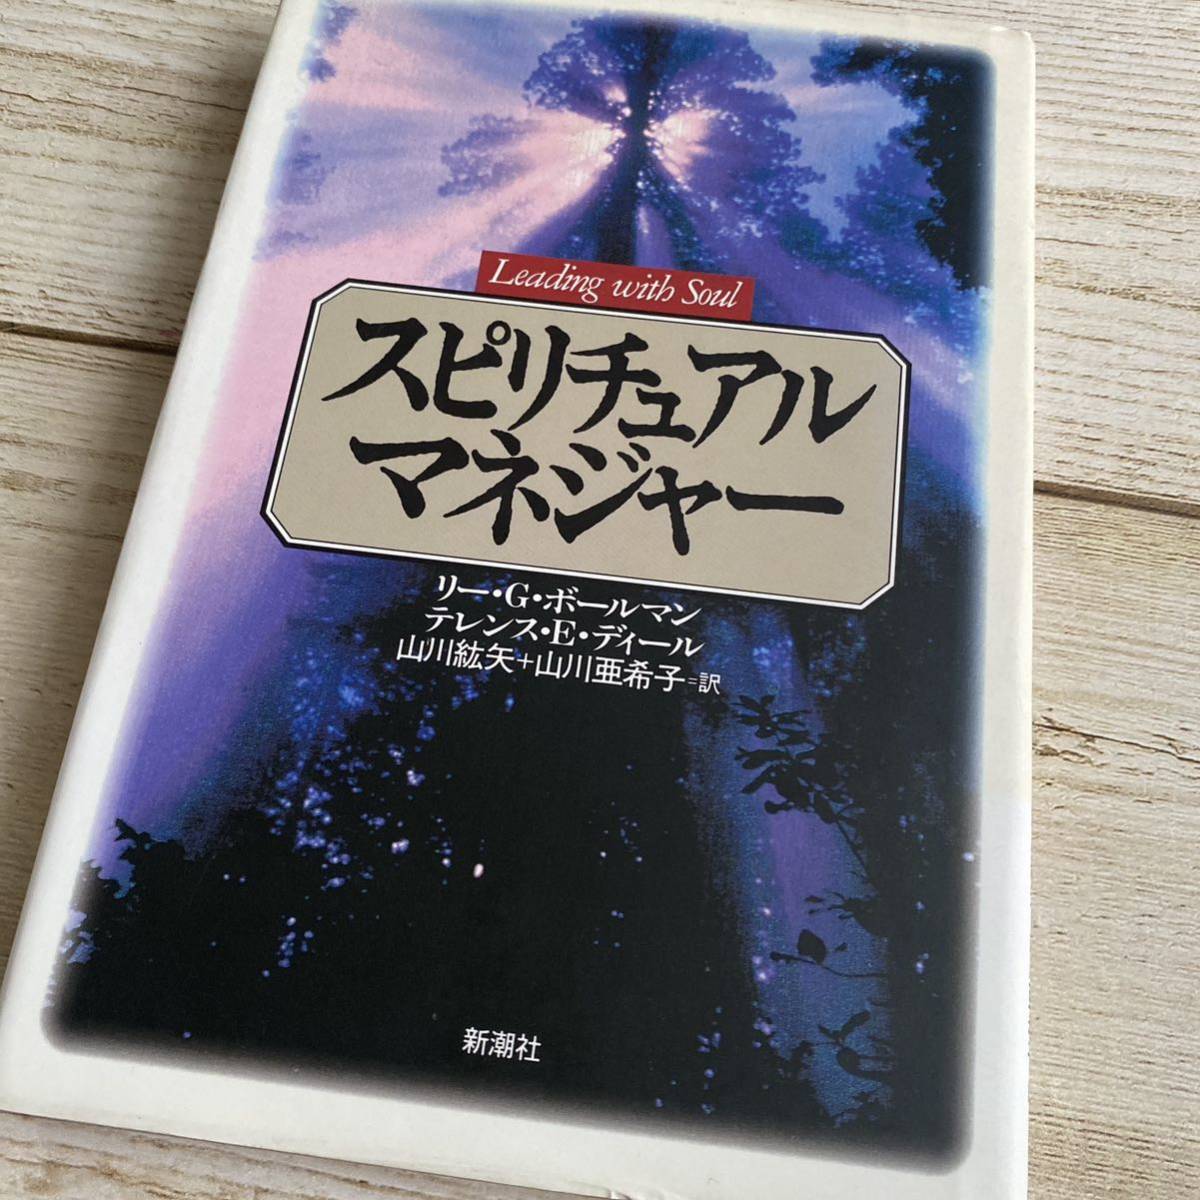 Leading with Soul
スピリチュアル
マネジャー
リー・G・ボールマン
テレンス・E・ディール
山川紘矢+山川亜希子=訳
新潮社